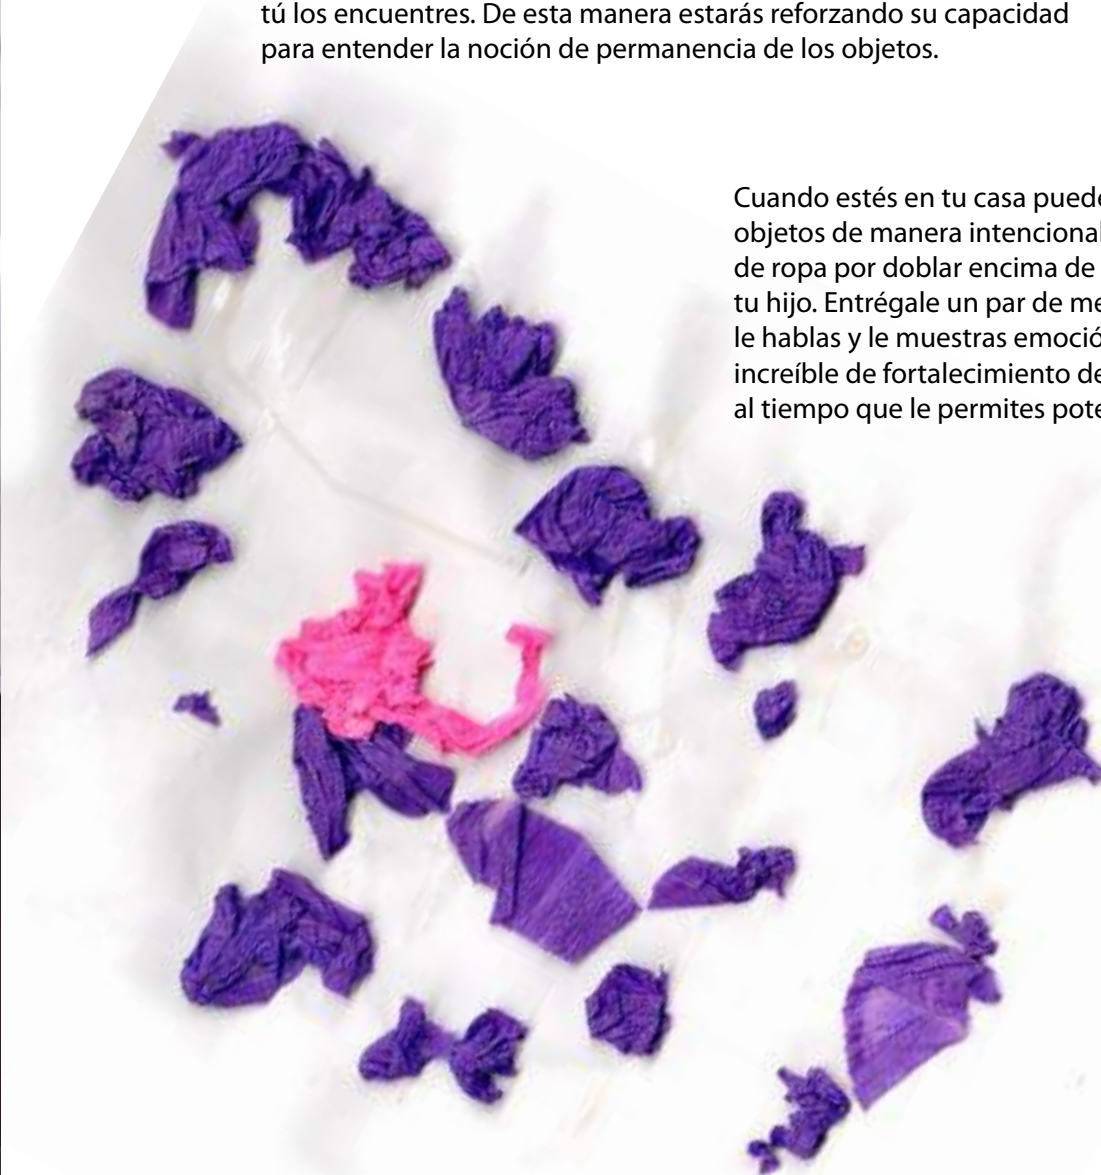 tú los encuentres. De esta manera estarás reforzando su capacidad
para entender la noción de permanencia de los objetos.
Cuando estés en tu casa puede
objetos de manera intencional
de ropa por doblar encima de
tu hijo. Entrégale un par de me
le hablas y le muestras emoció
increíble de fortalecimiento de
al tiempo que le permites pote